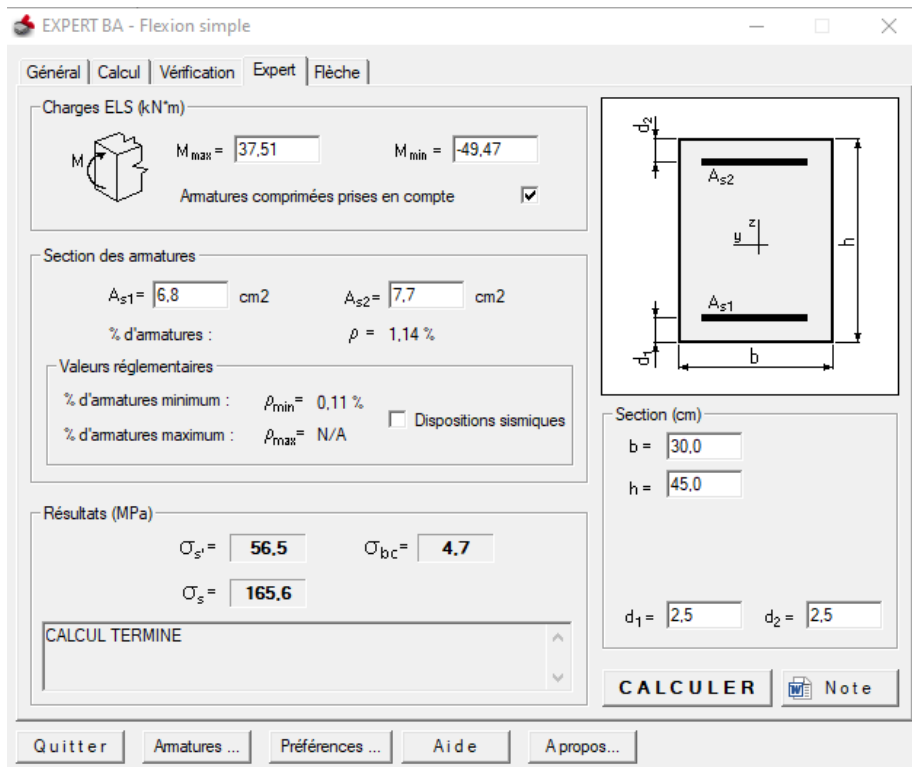 EXPERT BA - Flexion simple
Général Calcul Vérification Expert Flèche
Charges ELS (kN*m)
M
Mmax = 37,51 Mmin = -49,47
Armatures comprimées prises en compte
Section des armatures
As1= 6,8 cm2 As2= 7,7 cm2
% d'armatures : ρ = 1,14 %
Valeurs réglementaires
% d'armatures minimum : ρmin= 0,11 %
Dispositions sismiques
% d'armatures maximum : ρmax= N/A
Résultats (MPa)
σs'= 56,5 σbc= 4,7
σs= 165,6
CALCUL TERMINE
d2
As2
z
y
h
As1
d1
b
Section (cm)
b = 30,0
h = 45,0
d1= 2,5 d2= 2,5
CALCULER Note
Quitter Armatures ... Préférences ... Aide A propos...